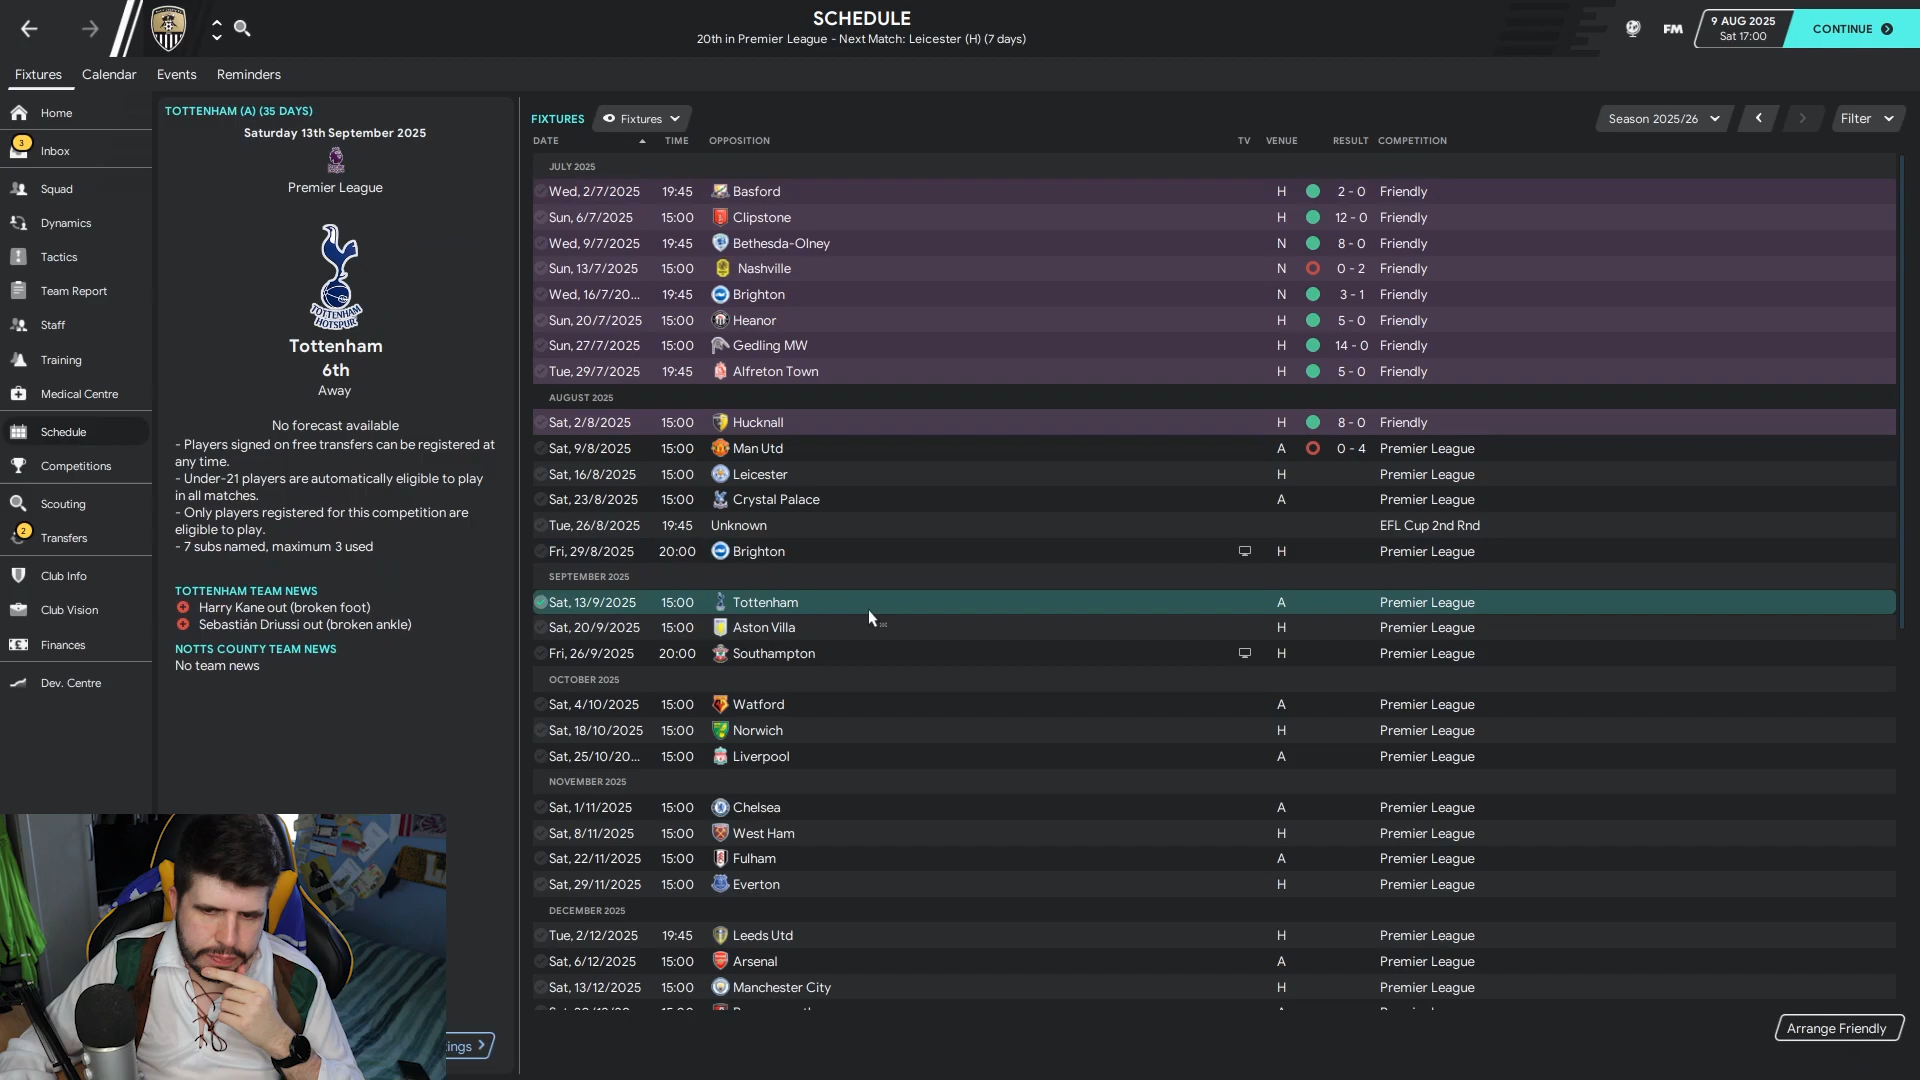 SCHEDULE
20th in Premier League - Next Match: Leicester (H) (7 days)
FM
9 AUG 2025
Sat 17:00
CONTINUE
Fixtures
Calendar
Events
Reminders
Home
3
Inbox
Squad
Dynamics
Tactics
Team Report
Staff
Training
Medical Centre
Schedule
Competitions
Scouting
2
Transfers
Club Info
Club Vision
Finances
Dev. Centre
TOTTENHAM (A) (35 DAYS)
Saturday 13th September 2025
Premier League
TOTTENHAM
HOTSPUR
Tottenham
6th
Away
No forecast available
- Players signed on free transfers can be registered at
any time.
- Under-21 players are automatically eligible to play
in all matches.
- Only players registered for this competition are
eligible to play.
- 7 subs named, maximum 3 used
TOTTENHAM TEAM NEWS
Harry Kane out (broken foot)
Sebastián Driussi out (broken ankle)
NOTTS COUNTY TEAM NEWS
No team news
ings
FIXTURES
Fixtures
Season 2025/26
Filter
DATE TIME OPPOSITION TV VENUE RESULT COMPETITION
JULY 2025
Wed, 2/7/2025 19:45 Basford H 2 - 0 Friendly
Sun, 6/7/2025 15:00 Clipstone H 12 - 0 Friendly
Wed, 9/7/2025 19:45 Bethesda-Olney N 8 - 0 Friendly
Sun, 13/7/2025 15:00 Nashville N 0 - 2 Friendly
Wed, 16/7/20... 19:45 Brighton N 3 - 1 Friendly
Sun, 20/7/2025 15:00 Heanor H 5 - 0 Friendly
Sun, 27/7/2025 15:00 Gedling MW H 14 - 0 Friendly
Tue, 29/7/2025 19:45 Alfreton Town H 5 - 0 Friendly
AUGUST 2025
Sat, 2/8/2025 15:00 Hucknall H 8 - 0 Friendly
Sat, 9/8/2025 15:00 Man Utd A 0 - 4 Premier League
Sat, 16/8/2025 15:00 Leicester H Premier League
Sat, 23/8/2025 15:00 Crystal Palace A Premier League
Tue, 26/8/2025 19:45 Unknown EFL Cup 2nd Rnd
Fri, 29/8/2025 20:00 Brighton H Premier League
SEPTEMBER 2025
Sat, 13/9/2025 15:00 Tottenham A Premier League
Sat, 20/9/2025 15:00 Aston Villa H Premier League
Fri, 26/9/2025 20:00 Southampton H Premier League
OCTOBER 2025
Sat, 4/10/2025 15:00 Watford A Premier League
Sat, 18/10/2025 15:00 Norwich H Premier League
Sat, 25/10/20... 15:00 Liverpool A Premier League
NOVEMBER 2025
Sat, 1/11/2025 15:00 Chelsea A Premier League
Sat, 8/11/2025 15:00 West Ham H Premier League
Sat, 22/11/2025 15:00 Fulham A Premier League
Sat, 29/11/2025 15:00 Everton H Premier League
DECEMBER 2025
Tue, 2/12/2025 19:45 Leeds Utd H Premier League
Sat, 6/12/2025 15:00 Arsenal A Premier League
Sat, 13/12/2025 15:00 Manchester City H Premier League
Arrange Friendly